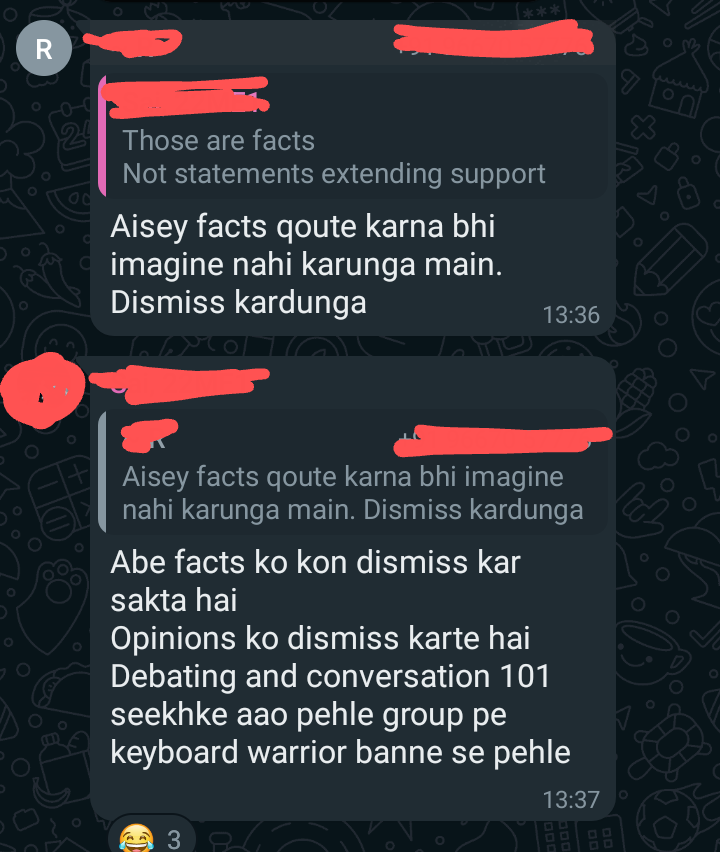 R
Those are facts
Not statements extending support
Aisey facts qoute karna bhi
imagine nahi karunga main.
Dismiss kardunga
13:36
Aisey facts qoute karna bhi imagine
nahi karunga main. Dismiss kardunga
Abe facts ko kon dismiss kar
sakta hai
Opinions ko dismiss karte hai
Debating and conversation 101
seekhke aao pehle group pe
keyboard warrior banne se pehle
13:37
😂 3